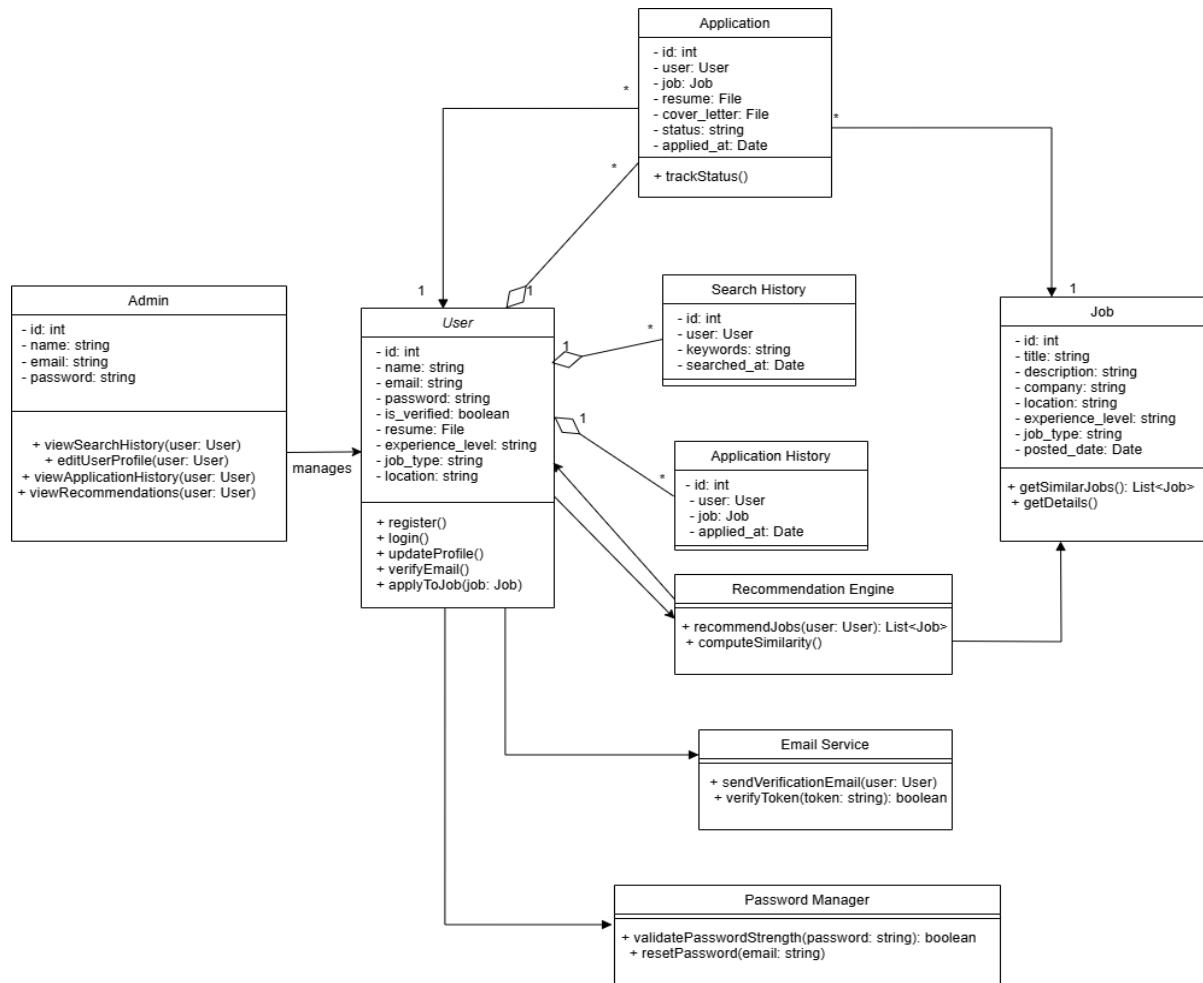 Application
- id: int
- user: User
- job: Job
- resume: File
- cover_letter: File
- status: string
- applied_at: Date
+ trackStatus()
*
*
*
1
1
1
Admin
- id: int
- name: string
- email: string
- password: string
+ viewSearchHistory(user: User)
+ editUserProfile(user: User)
+ viewApplicationHistory(user: User)
+ viewRecommendations(user: User)
manages
User
- id: int
- name: string
- email: string
- password: string
- is_verified: boolean
- resume: File
- experience_level: string
- job_type: string
- location: string
+ register()
+ login()
+ updateProfile()
+ verifyEmail()
+ applyToJob(job: Job)
1
*
1
*
Search History
- id: int
- user: User
- keywords: string
- searched_at: Date
Application History
- id: int
- user: User
- job: Job
- applied_at: Date
Job
- id: int
- title: string
- description: string
- company: string
- location: string
- experience_level: string
- job_type: string
- posted_date: Date
+ getSimilarJobs(): List<Job>
+ getDetails()
Recommendation Engine
+ recommendJobs(user: User): List<Job>
+ computeSimilarity()
Email Service
+ sendVerificationEmail(user: User)
+ verifyToken(token: string): boolean
Password Manager
+ validatePasswordStrength(password: string): boolean
+ resetPassword(email: string)